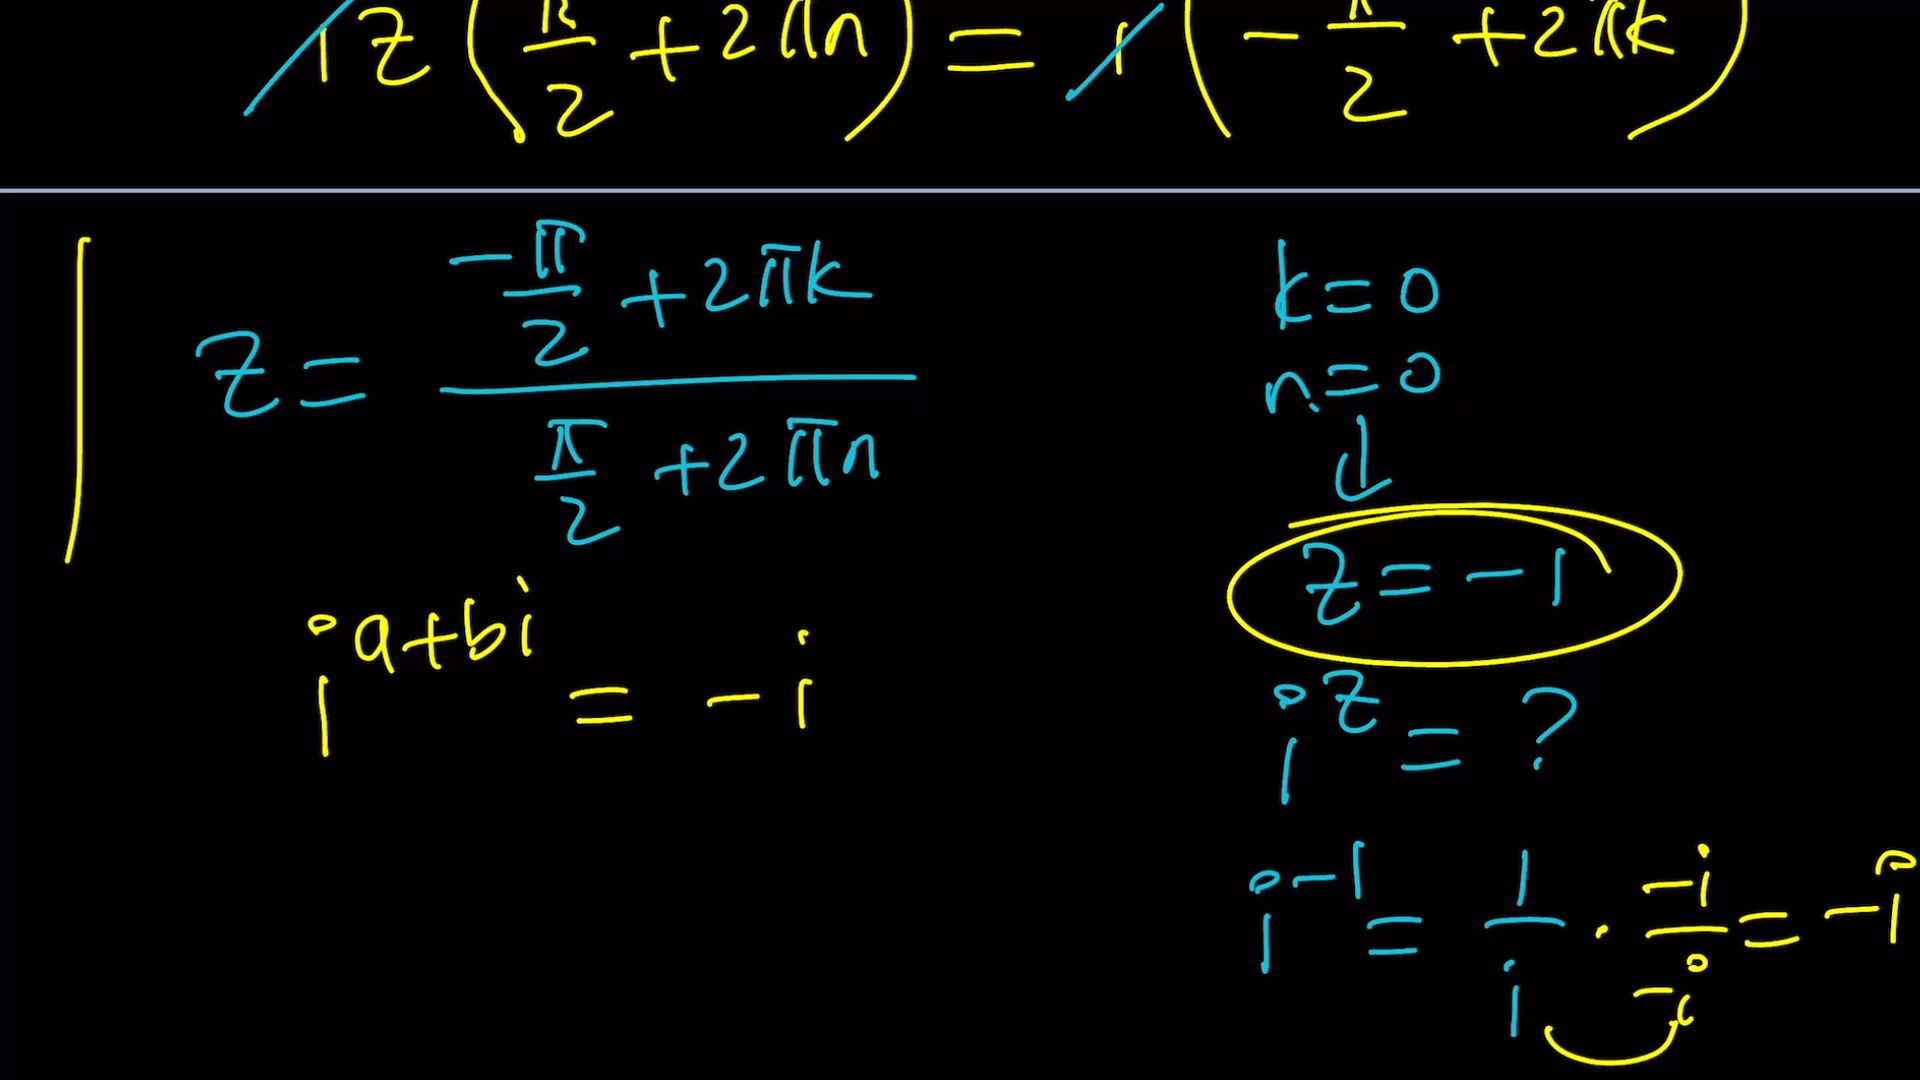 iz(π/2 + 2πn) = i(-π/2 + 2πk)
z = (-π/2 + 2πk)/(π/2 + 2πn)
k = 0
n = 0
↓
z = -1
i^(a+bi) = -i
i^z = ?
i^(-1) = 1/i · -i/-i = -i